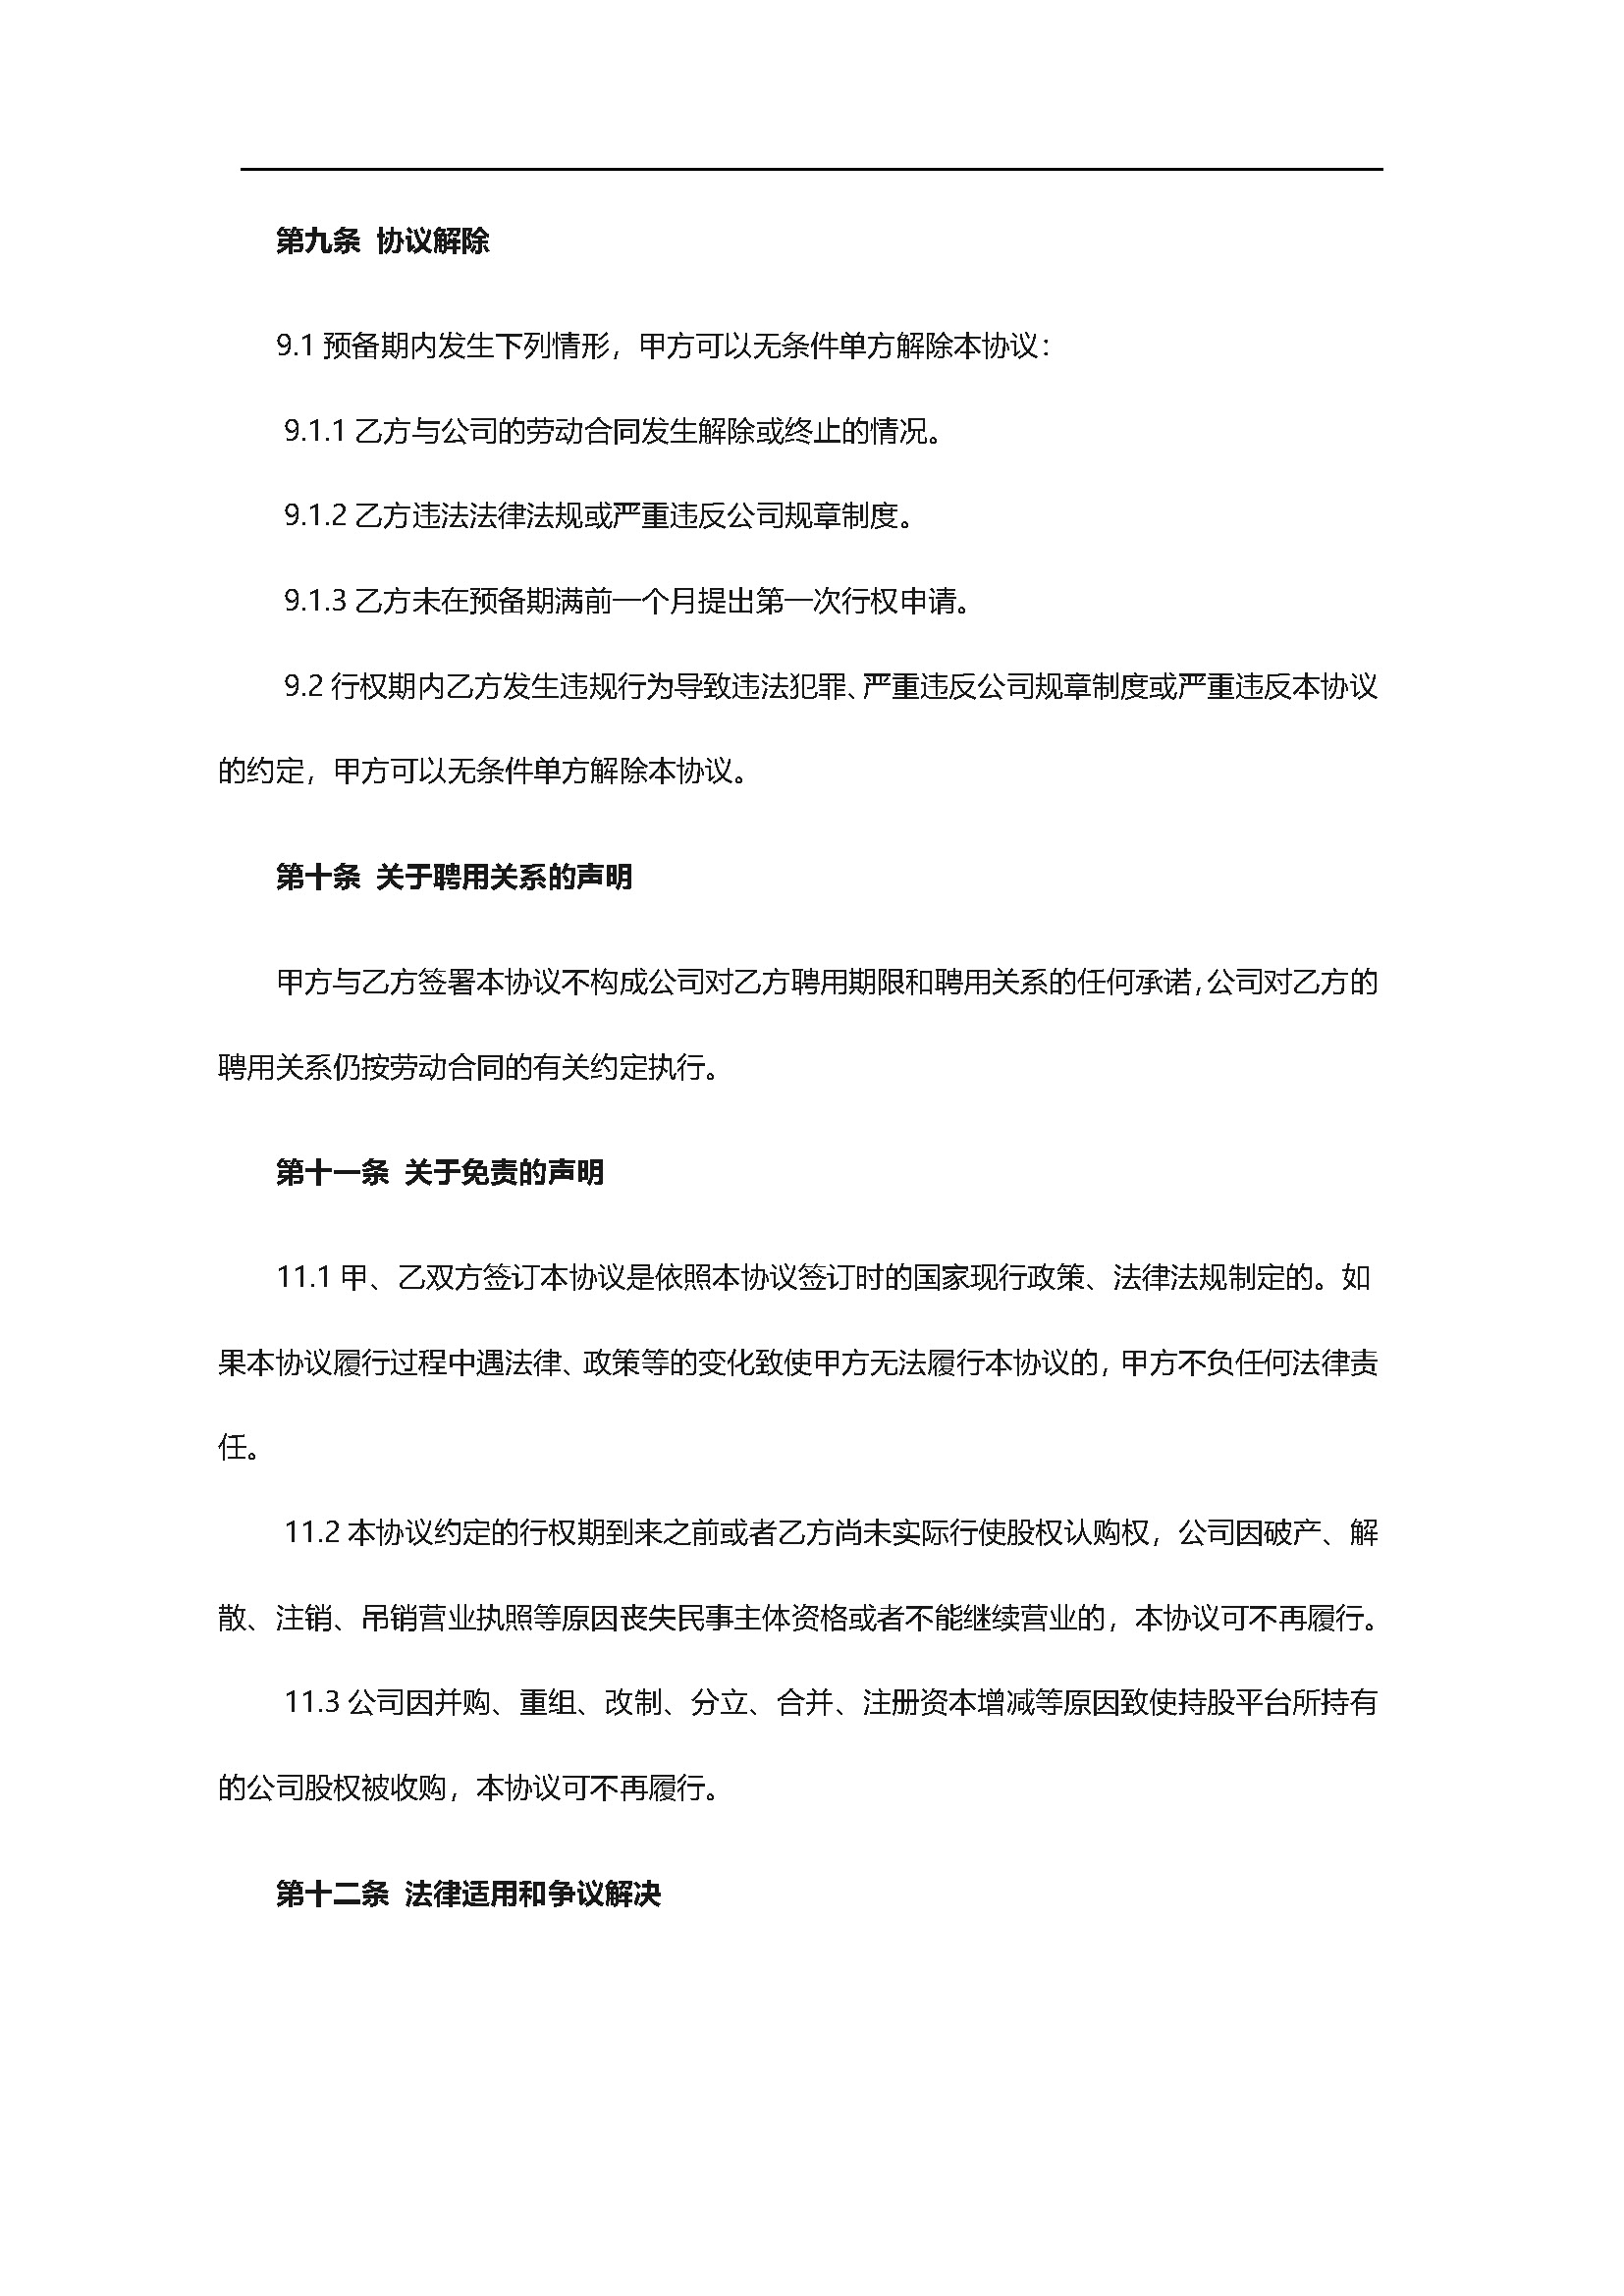 第九条 协议解除
9.1 预备期内发生下列情形，甲方可以无条件单方解除本协议：
9.1.1 乙方与公司的劳动合同发生解除或终止的情况。
9.1.2 乙方违法法律法规或严重违反公司规章制度。
9.1.3 乙方未在预备期满前一个月提出第一次行权申请。
9.2 行权期内乙方发生违规行为导致违法犯罪、严重违反公司规章制度或严重违反本协议
的约定，甲方可以无条件单方解除本协议。
第十条 关于聘用关系的声明
甲方与乙方签署本协议不构成公司对乙方聘用期限和聘用关系的任何承诺，公司对乙方的
聘用关系仍按劳动合同的有关约定执行。
第十一条 关于免责的声明
11.1 甲、乙双方签订本协议是依照本协议签订时的国家现行政策、法律法规制定的。如
果本协议履行过程中遇法律、政策等的变化致使甲方无法履行本协议的，甲方不负任何法律责
任。
11.2 本协议约定的行权期到来之前或者乙方尚未实际行使股权认购权，公司因破产、解
散、注销、吊销营业执照等原因丧失民事主体资格或者不能继续营业的，本协议可不再履行。
11.3 公司因并购、重组、改制、分立、合并、注册资本增减等原因致使持股平台所持有
的公司股权被收购，本协议可不再履行。
第十二条 法律适用和争议解决